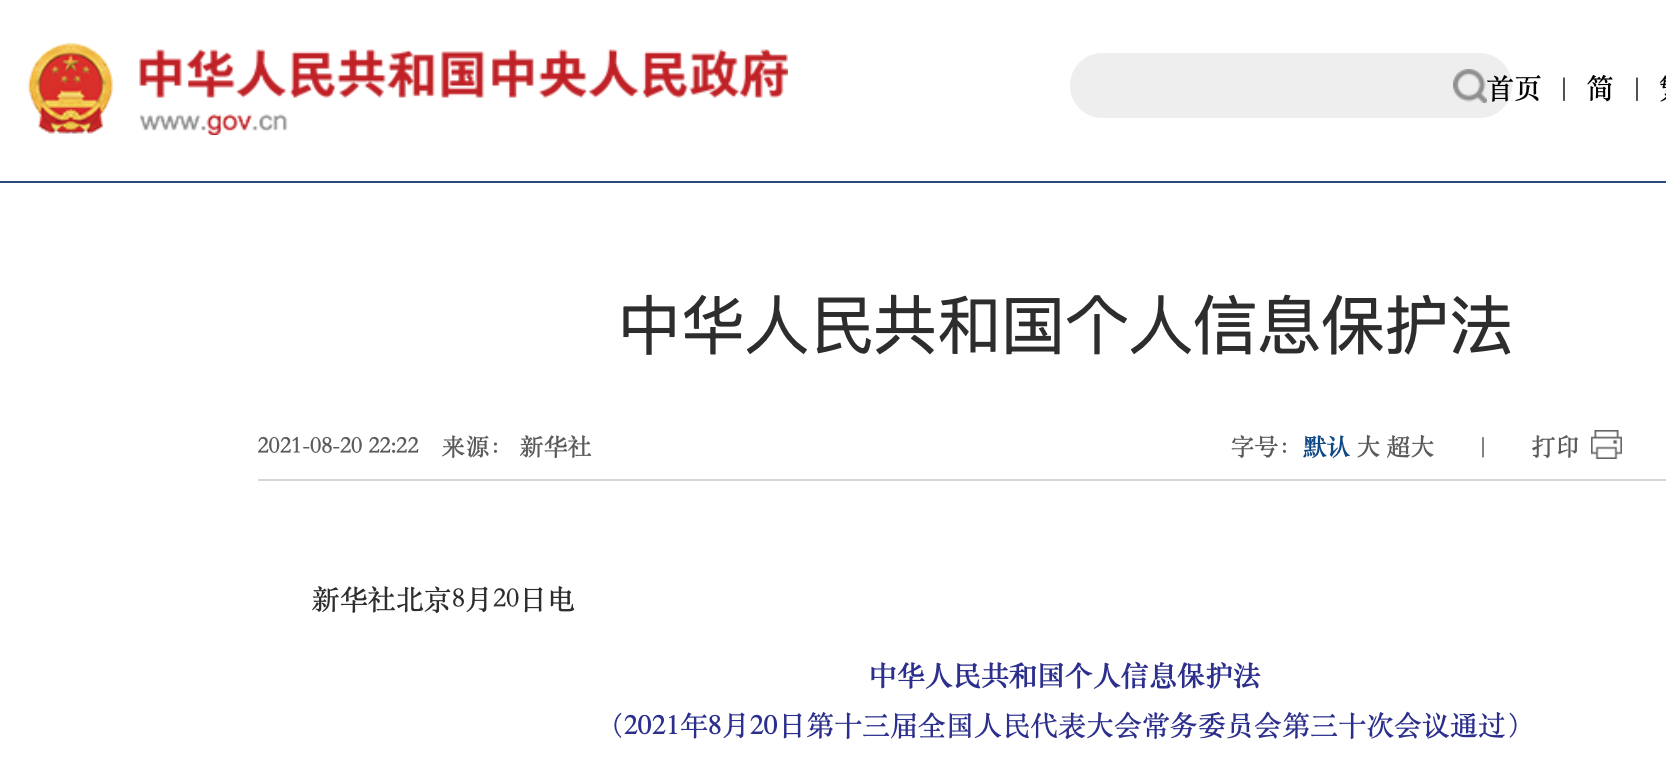 中华人民共和国中央人民政府
www.gov.cn
首页 | 简 |
中华人民共和国个人信息保护法
2021-08-20 22:22 来源： 新华社 字号：默认 大 超大 | 打印
新华社北京8月20日电
中华人民共和国个人信息保护法
（2021年8月20日第十三届全国人民代表大会常务委员会第三十次会议通过）